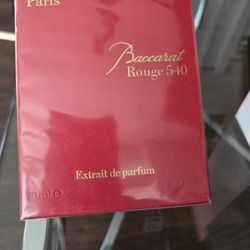 Paris
Baccarat
Rouge 540
Extrait de parfum